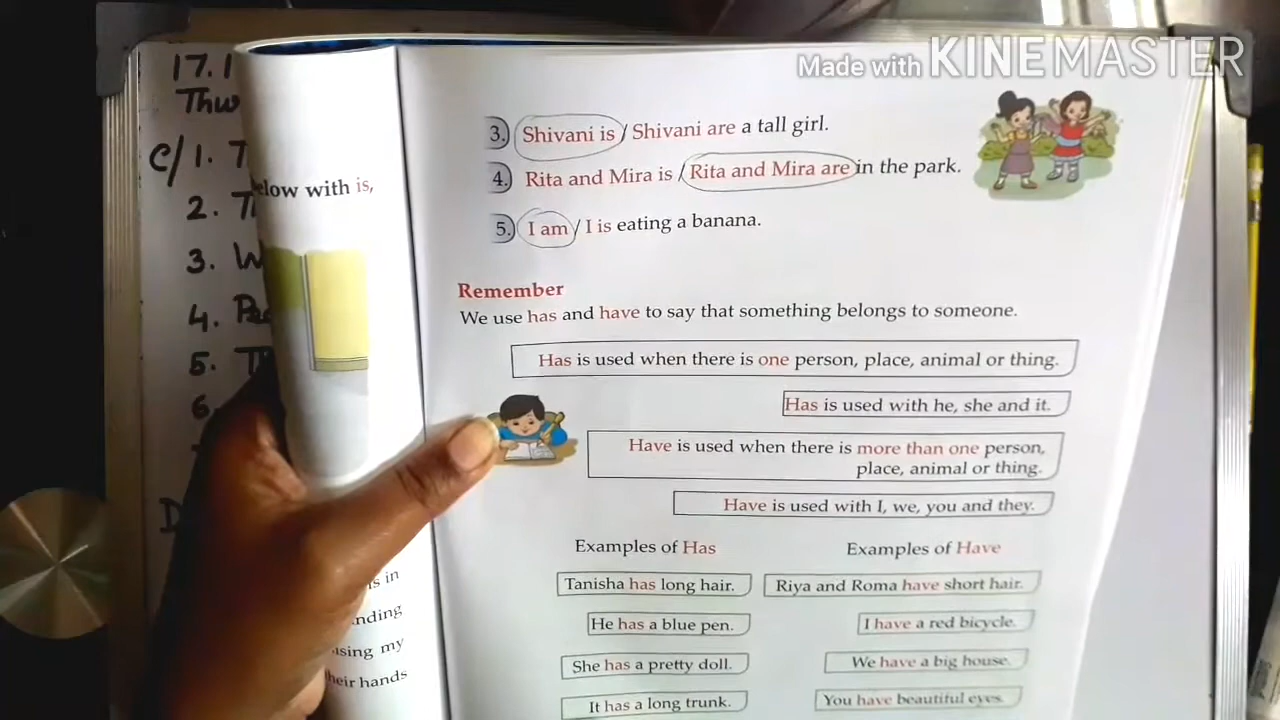 Made with KINEMASTER
17.1
Thu
C/ 1. T
2. T
3. W
4. Pe
5. T
6.
D
elow with is,
is in
nding
ising my
heir hands
3. Shivani is / Shivani are a tall girl.
4. Rita and Mira is / Rita and Mira are in the park.
5. I am / I is eating a banana.
Remember
We use has and have to say that something belongs to someone.
Has is used when there is one person, place, animal or thing.
Has is used with he, she and it.
Have is used when there is more than one person,
place, animal or thing.
Have is used with I, we, you and they.
Examples of Has Examples of Have
Tanisha has long hair. Riya and Roma have short hair.
He has a blue pen. I have a red bicycle.
She has a pretty doll. We have a big house.
It has a long trunk. You have beautiful eyes.